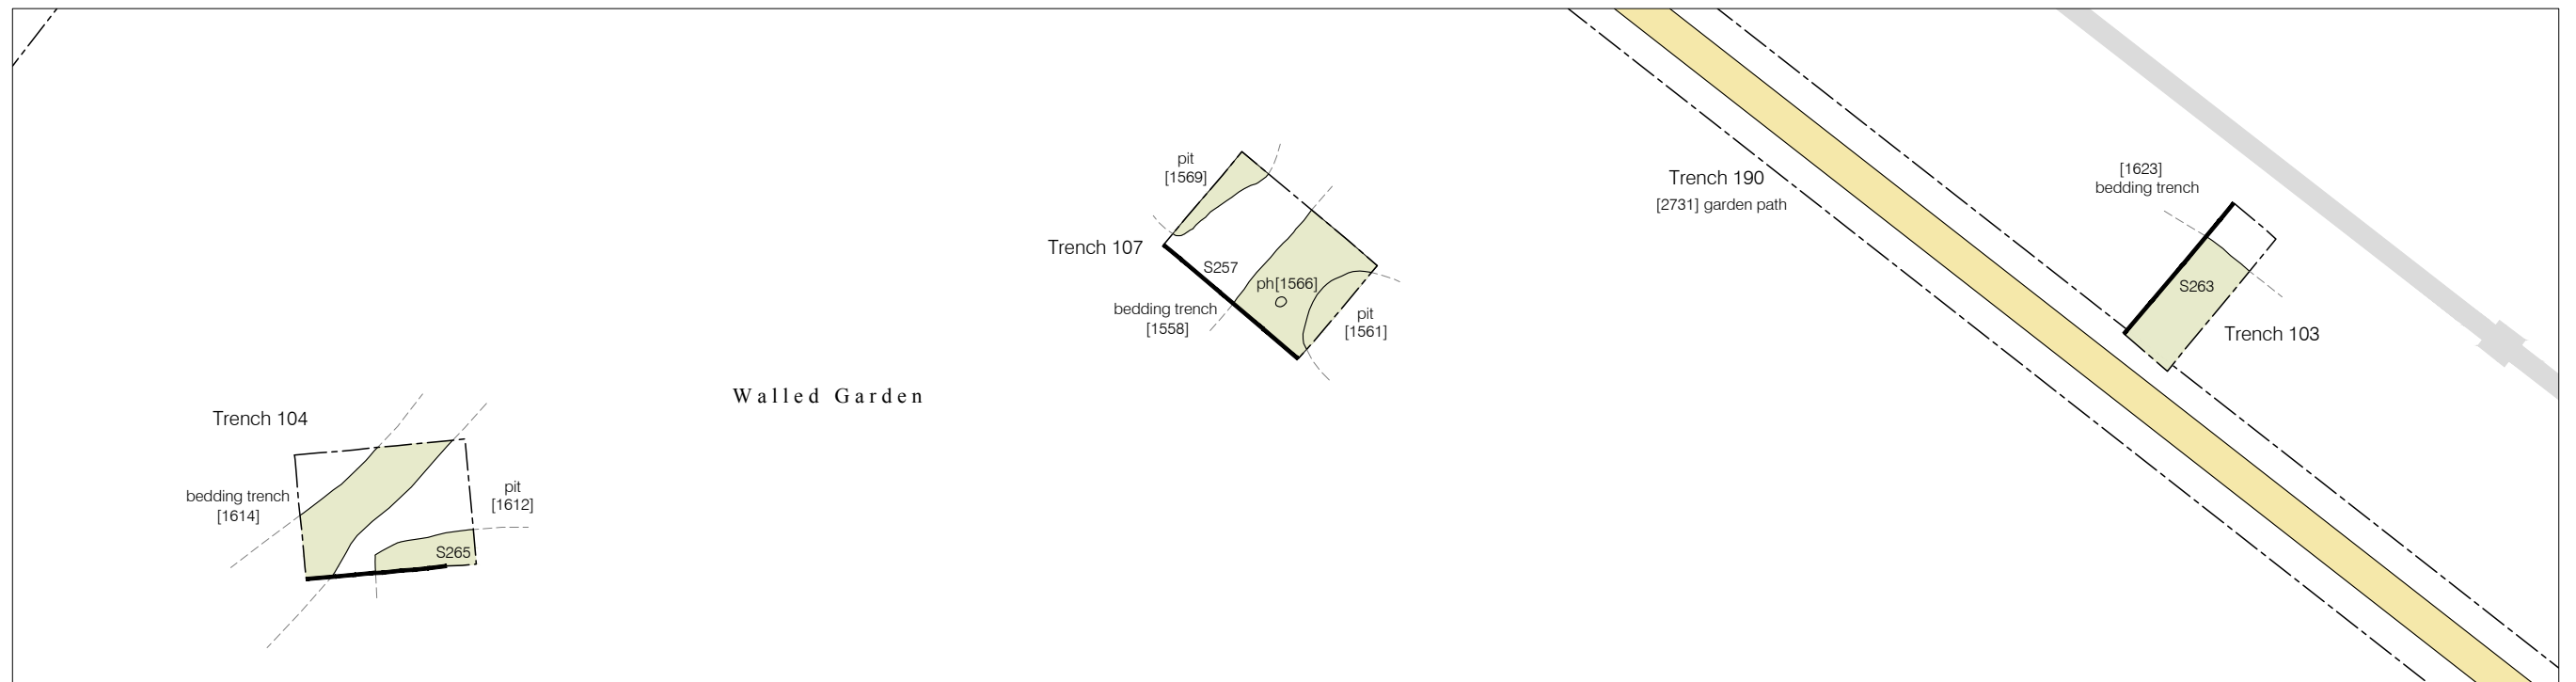 pit
[1569]
Trench 107
S257
ph[1566]
bedding trench
[1558]
pit
[1561]
Trench 190
[2731] garden path
[1623]
bedding trench
S263
Trench 103
Walled Garden
Trench 104
bedding trench
[1614]
pit
[1612]
S265